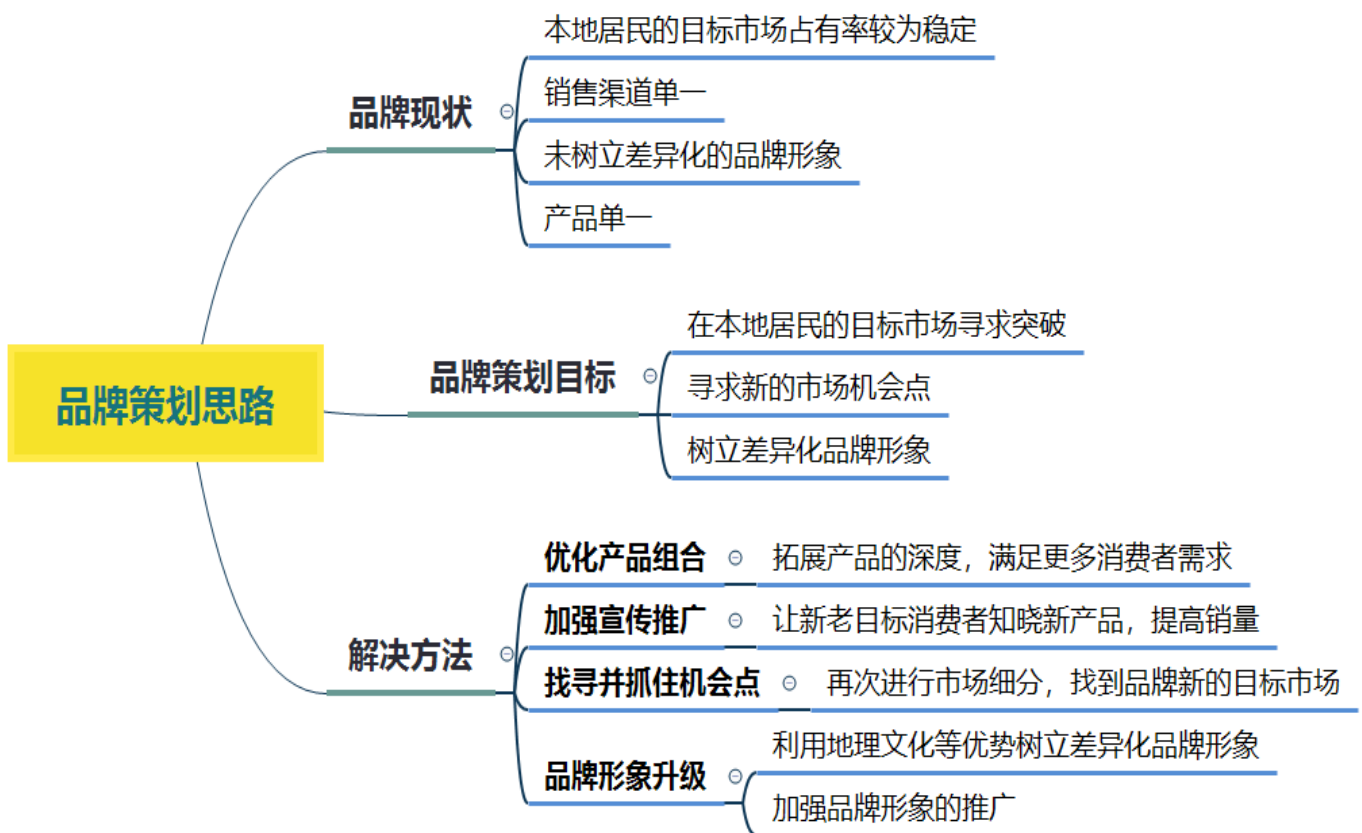 品牌策划思路
品牌现状
本地居民的目标市场占有率较为稳定
销售渠道单一
未树立差异化的品牌形象
产品单一
品牌策划目标
在本地居民的目标市场寻求突破
寻求新的市场机会点
树立差异化品牌形象
解决方法
优化产品组合
拓展产品的深度，满足更多消费者需求
加强宣传推广
让新老目标消费者知晓新产品，提高销量
找寻并抓住机会点
再次进行市场细分，找到品牌新的目标市场
品牌形象升级
利用地理文化等优势树立差异化品牌形象
加强品牌形象的推广